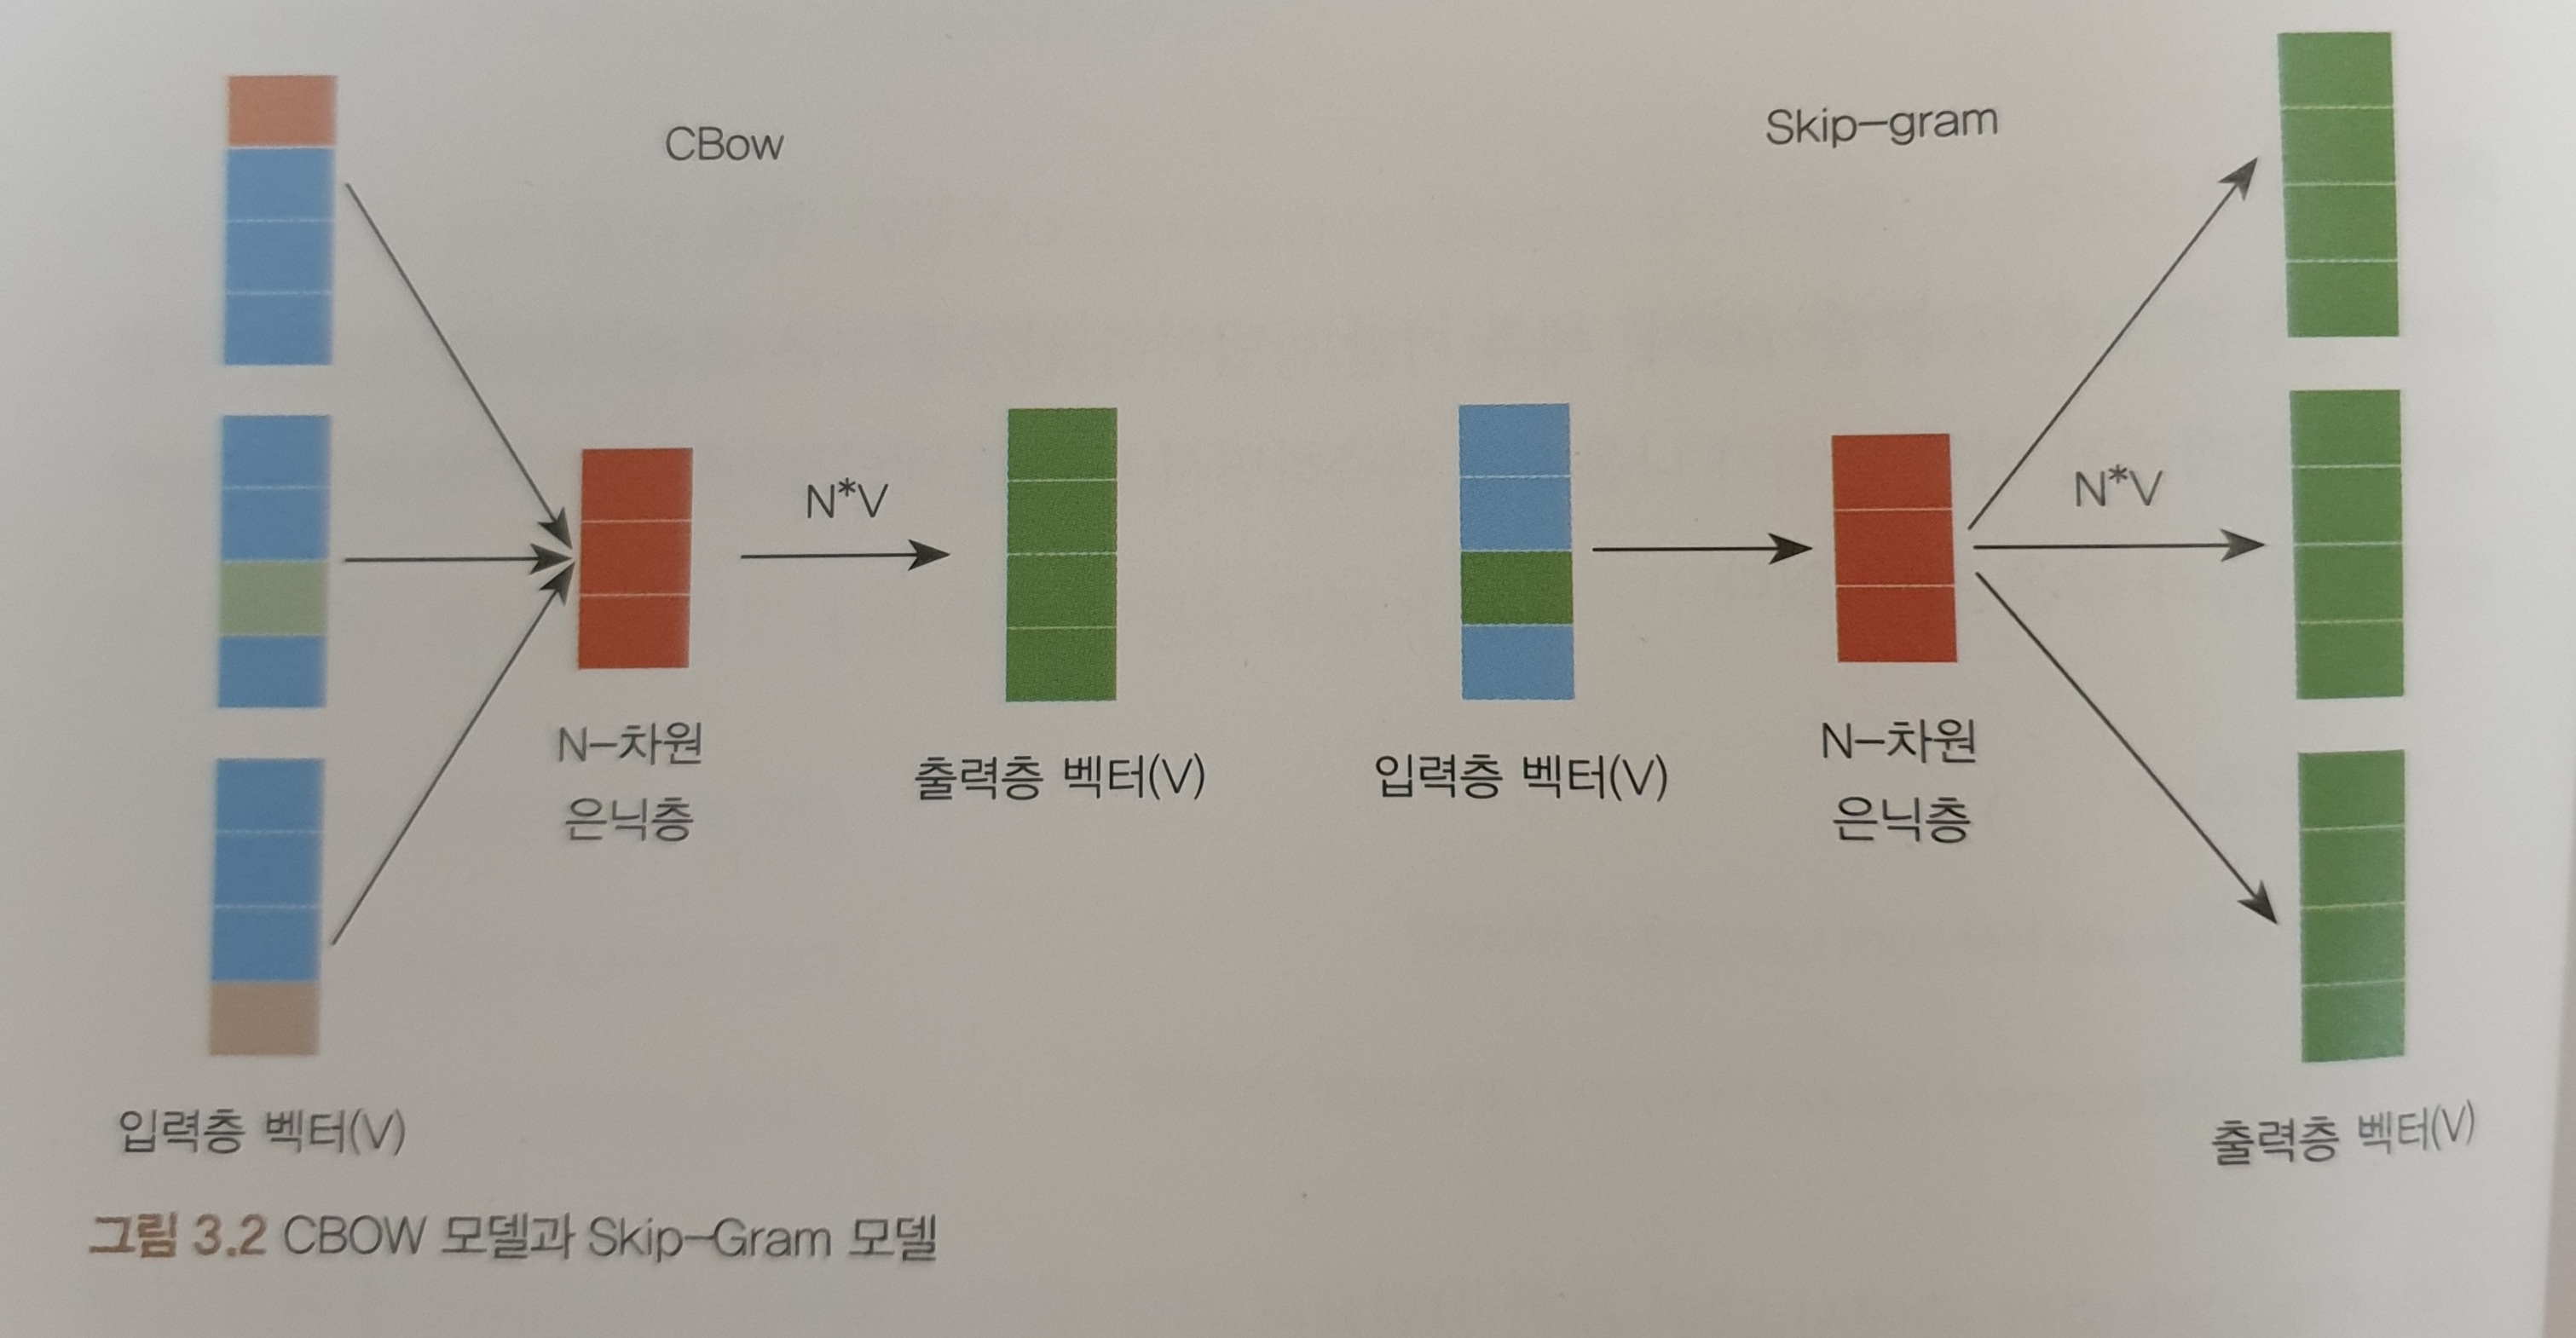 CBow
N*V
N-차원
은닉층
출력층 벡터(V)
입력층 벡터(V)
Skip-gram
N*V
입력층 벡터(V)
N-차원
은닉층
출력층 벡터(V)
그림 3.2 CBOW 모델과 Skip-Gram 모델